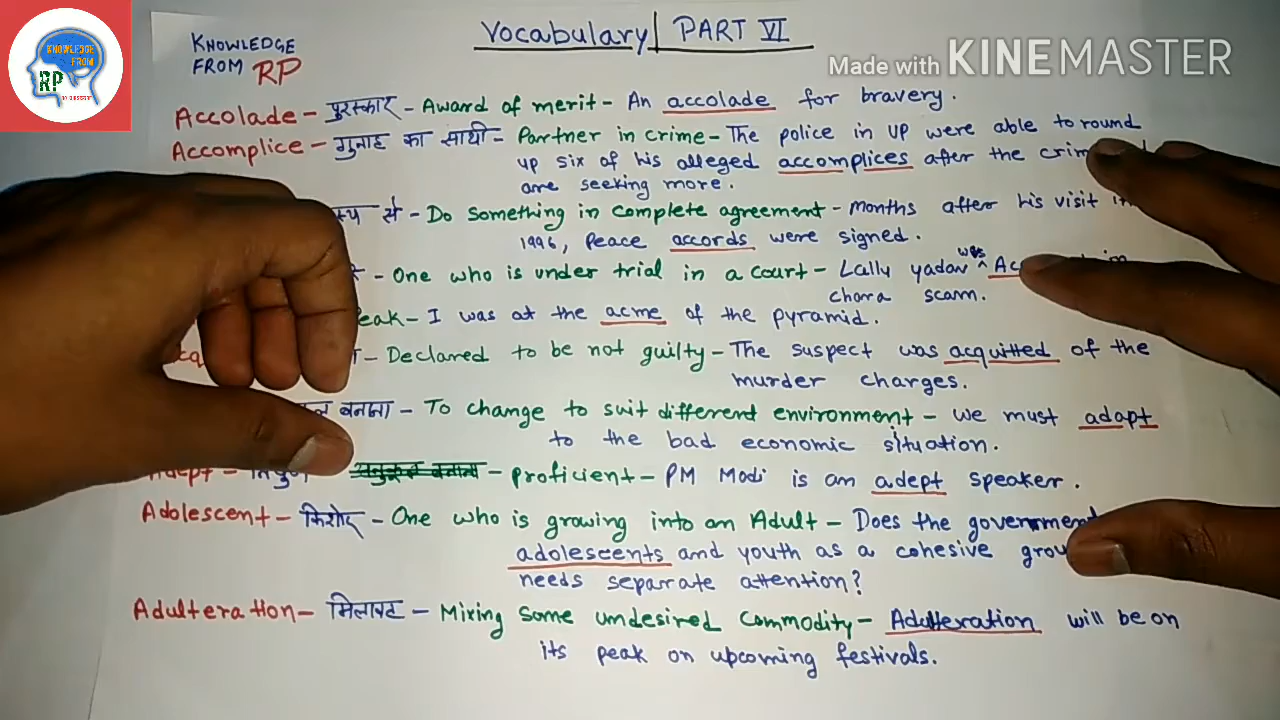 KNOWLEDGE FROM RP
Vocabulary | PART VI
KNOWLEDGE
FROM RP
Made with KINEMASTER
Accolade - पुरस्कार - Award of merit - An accolade for bravery.
Accomplice - गुनाह का साथी - Partner in crime - The police in UP were able to round
up six of his alleged accomplices after the
are seeking more.
से - Do something in complete agreement - months after his visit
1996, Peace accords were signed.
One who is under trial in a court - Lally yadav was
chara scam.
I was at the acme of the pyramid.
Declared to be not guilty - The suspect was acquitted of the
murder charges.
बनाना - To change to suit different environment - we must adapt
to the bad economic situation.
Adept - proficient - PM Modi is an adept speaker.
Adolescent - किशोर - One who is growing into an Adult - Does the government
adolescents and youth as a cohesive
needs separate attention?
Adulteration - मिलावट - Mixing some undesired commodity - Adulteration will be on
its peak on upcoming festivals.